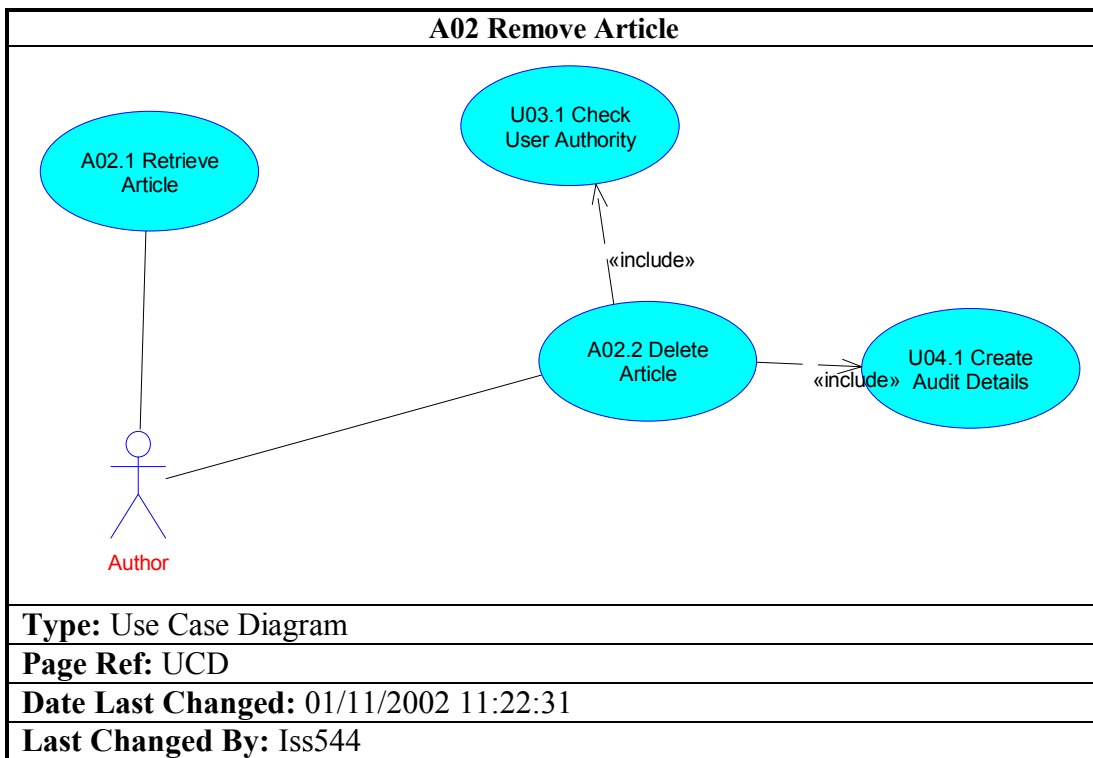 A02 Remove Article
U03.1 Check
User Authority
A02.1 Retrieve
Article
«include»
A02.2 Delete
Article
U04.1 Create
Audit Details
«include»
Author
Type: Use Case Diagram
Page Ref: UCD
Date Last Changed: 01/11/2002 11:22:31
Last Changed By: Iss544